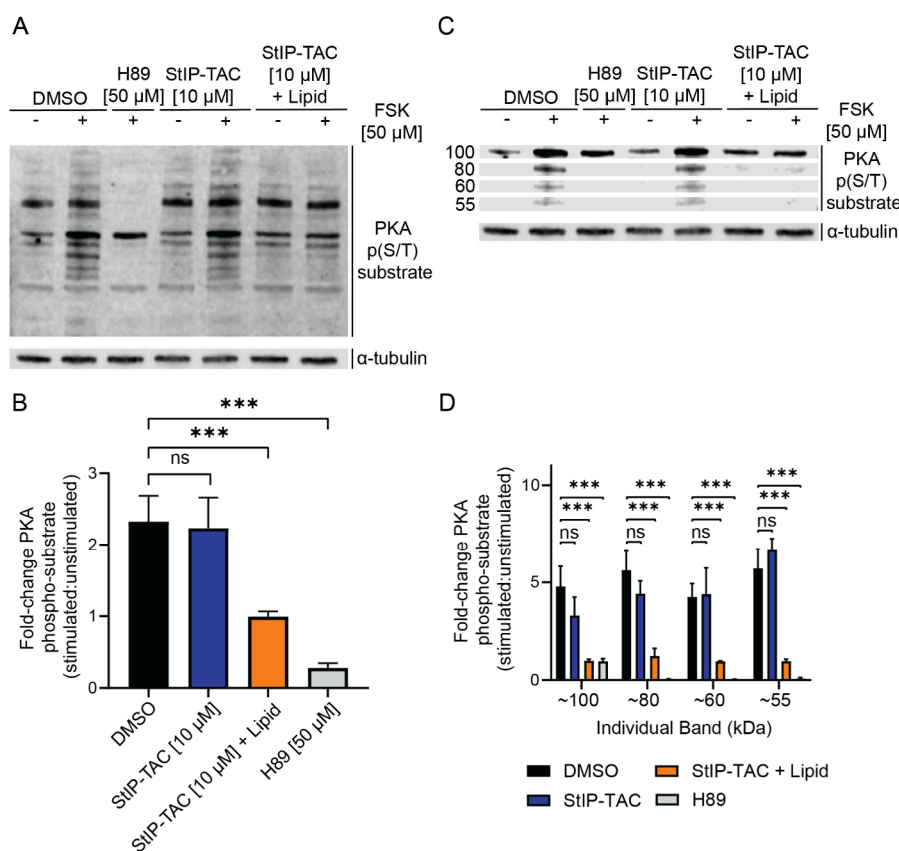 A
StIP-TAC
H89 StIP-TAC [10 µM]
DMSO [50 µM] [10 µM] + Lipid
- + + - + - + FSK
[50 µM]
PKA
p(S/T)
substrate
α-tubulin
B
***
***
ns
Fold-change PKA
phospho-substrate
(stimulated:unstimulated)
3
2
1
0
DMSO
StIP-TAC [10 µM]
StIP-TAC [10 µM] + Lipid
H89 [50 µM]
C
StIP-TAC
H89 StIP-TAC [10 µM]
DMSO [50 µM] [10 µM] + Lipid
- + + - + - + FSK
[50 µM]
100
80
60
55
PKA
p(S/T)
substrate
α-tubulin
D
Fold-change PKA
phospho-substrate
(stimulated:unstimulated)
10
5
0
*** *** *** ***
*** *** *** ***
ns ns ns ns
~100 ~80 ~60 ~55
Individual Band (kDa)
DMSO StIP-TAC + Lipid
StIP-TAC H89